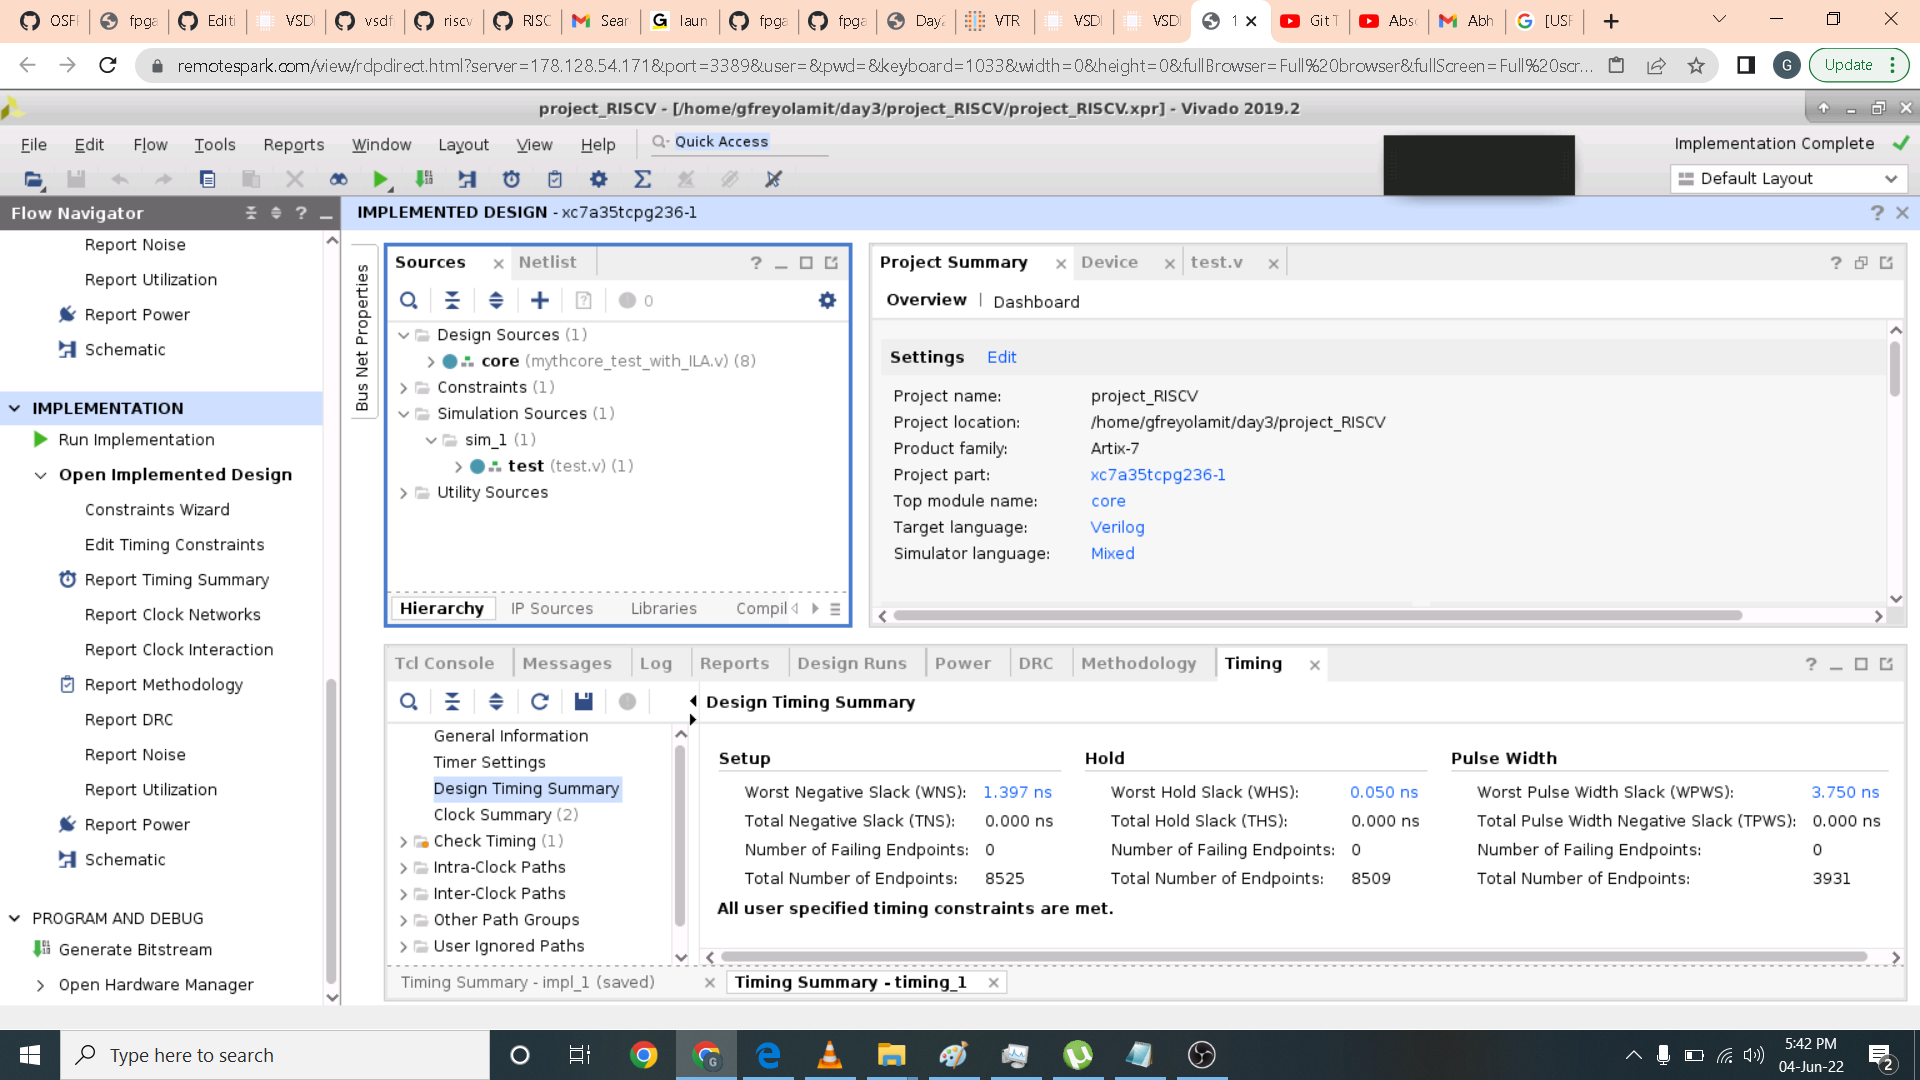 OSF
fpga
Editi
VSD
vsdf
riscv
RISC
Sear
laun
fpga
fpga
Day
VTR
VSD
VSD
1
Git T
Abs
Abh
[USF
remotespark.com/view/rdpdirect.html?server=178.128.54.171&port=3389&user=&pwd=&keyboard=1033&width=0&height=0&fullBrowser=Full%20browser&fullScreen=Full%20scr...
G
Update
project_RISCV - [/home/gfreyolamit/day3/project_RISCV/project_RISCV.xpr] - Vivado 2019.2
File Edit Flow Tools Reports Window Layout View Help Quick Access
Implementation Complete
Default Layout
Flow Navigator
IMPLEMENTED DESIGN - xc7a35tcpg236-1
Report Noise
Report Utilization
Report Power
Schematic
IMPLEMENTATION
Run Implementation
Open Implemented Design
Constraints Wizard
Edit Timing Constraints
Report Timing Summary
Report Clock Networks
Report Clock Interaction
Report Methodology
Report DRC
Report Noise
Report Utilization
Report Power
Schematic
PROGRAM AND DEBUG
Generate Bitstream
Open Hardware Manager
Bus Net Properties
Sources Netlist
0
Design Sources (1)
core (mythcore_test_with_ILA.v) (8)
Constraints (1)
Simulation Sources (1)
sim_1 (1)
test (test.v) (1)
Utility Sources
Hierarchy IP Sources Libraries Compil
Project Summary Device test.v
Overview | Dashboard
Settings Edit
Project name: project_RISCV
Project location: /home/gfreyolamit/day3/project_RISCV
Product family: Artix-7
Project part: xc7a35tcpg236-1
Top module name: core
Target language: Verilog
Simulator language: Mixed
Tcl Console Messages Log Reports Design Runs Power DRC Methodology Timing
General Information
Timer Settings
Design Timing Summary
Clock Summary (2)
Check Timing (1)
Intra-Clock Paths
Inter-Clock Paths
Other Path Groups
User Ignored Paths
Design Timing Summary
Setup Hold Pulse Width
Worst Negative Slack (WNS): 1.397 ns Worst Hold Slack (WHS): 0.050 ns Worst Pulse Width Slack (WPWS): 3.750 ns
Total Negative Slack (TNS): 0.000 ns Total Hold Slack (THS): 0.000 ns Total Pulse Width Negative Slack (TPWS): 0.000 ns
Number of Failing Endpoints: 0 Number of Failing Endpoints: 0 Number of Failing Endpoints: 0
Total Number of Endpoints: 8525 Total Number of Endpoints: 8509 Total Number of Endpoints: 3931
All user specified timing constraints are met.
Timing Summary - impl_1 (saved) Timing Summary - timing_1
Type here to search
5:42 PM
04-Jun-22
2